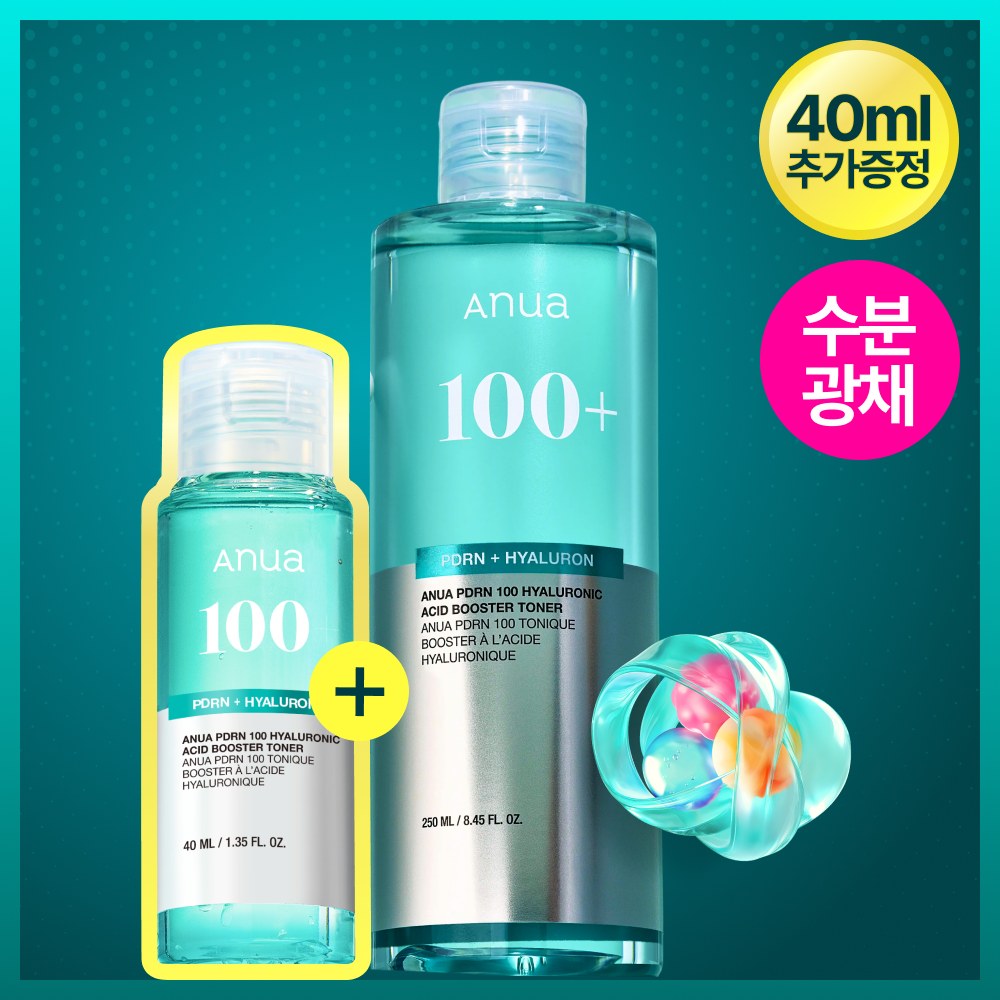 40ml
추가증정
수분
광채
Anua
100+
PDRN + HYALURON
ANUA PDRN 100 HYALURONIC
ACID BOOSTER TONER
ANUA PDRN 100 TONIQUE
BOOSTER À L'ACIDE
HYALURONIQUE
250 ML / 8.45 FL. OZ.
Anua
100
PDRN + HYALURON
ANUA PDRN 100 HYALURONIC
ACID BOOSTER TONER
ANUA PDRN 100 TONIQUE
BOOSTER À L'ACIDE
HYALURONIQUE
40 ML / 1.35 FL. OZ.
+